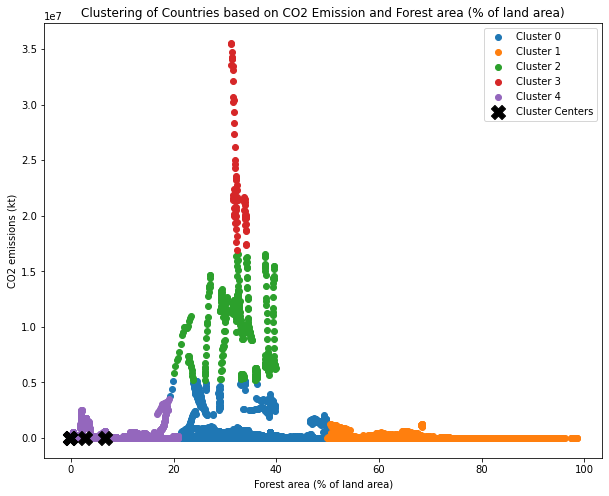 Clustering of Countries based on CO2 Emission and Forest area (% of land area)
1e7
Cluster 0
Cluster 1
Cluster 2
Cluster 3
Cluster 4
Cluster Centers
CO2 emissions (kt)
3.5
3.0
2.5
2.0
1.5
1.0
0.5
0.0
0
20
40
60
80
100
Forest area (% of land area)